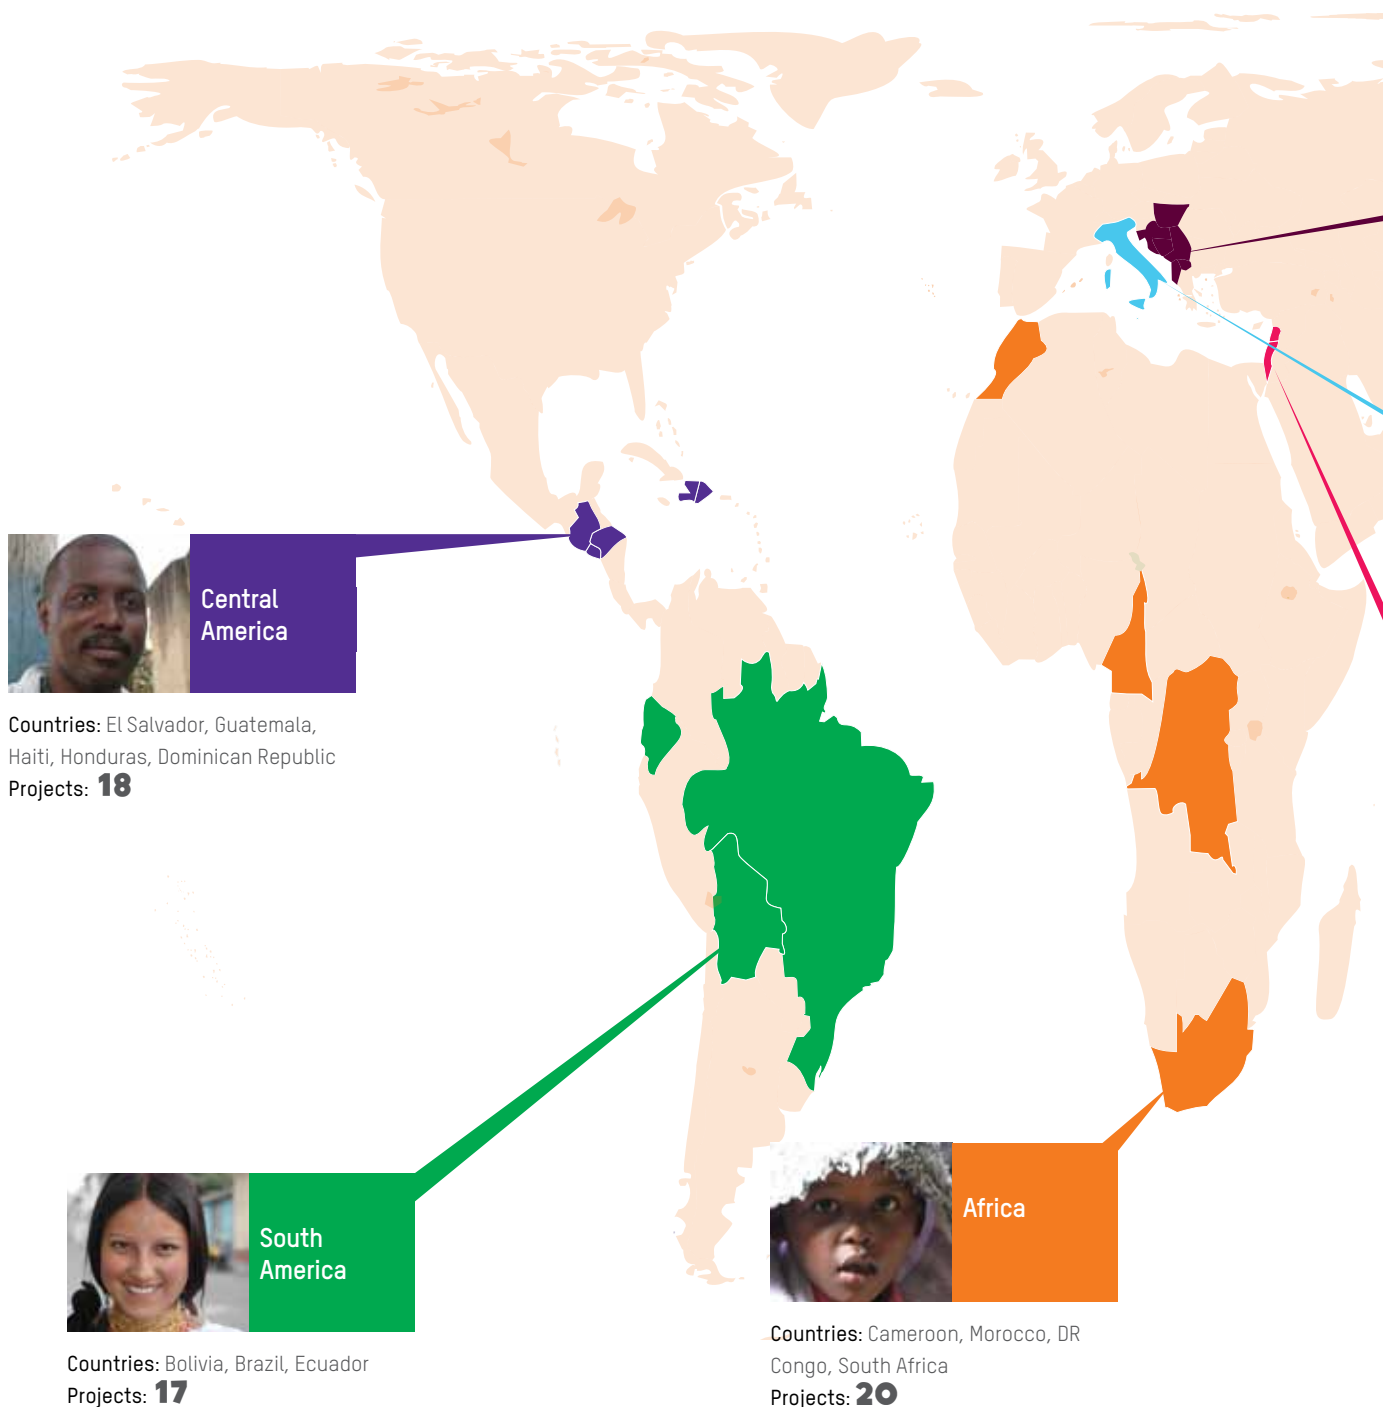 Central
America
Countries: El Salvador, Guatemala,
Haiti, Honduras, Dominican Republic
Projects: 18
South
America
Countries: Bolivia, Brazil, Ecuador
Projects: 17
Africa
Countries: Cameroon, Morocco, DR
Congo, South Africa
Projects: 20